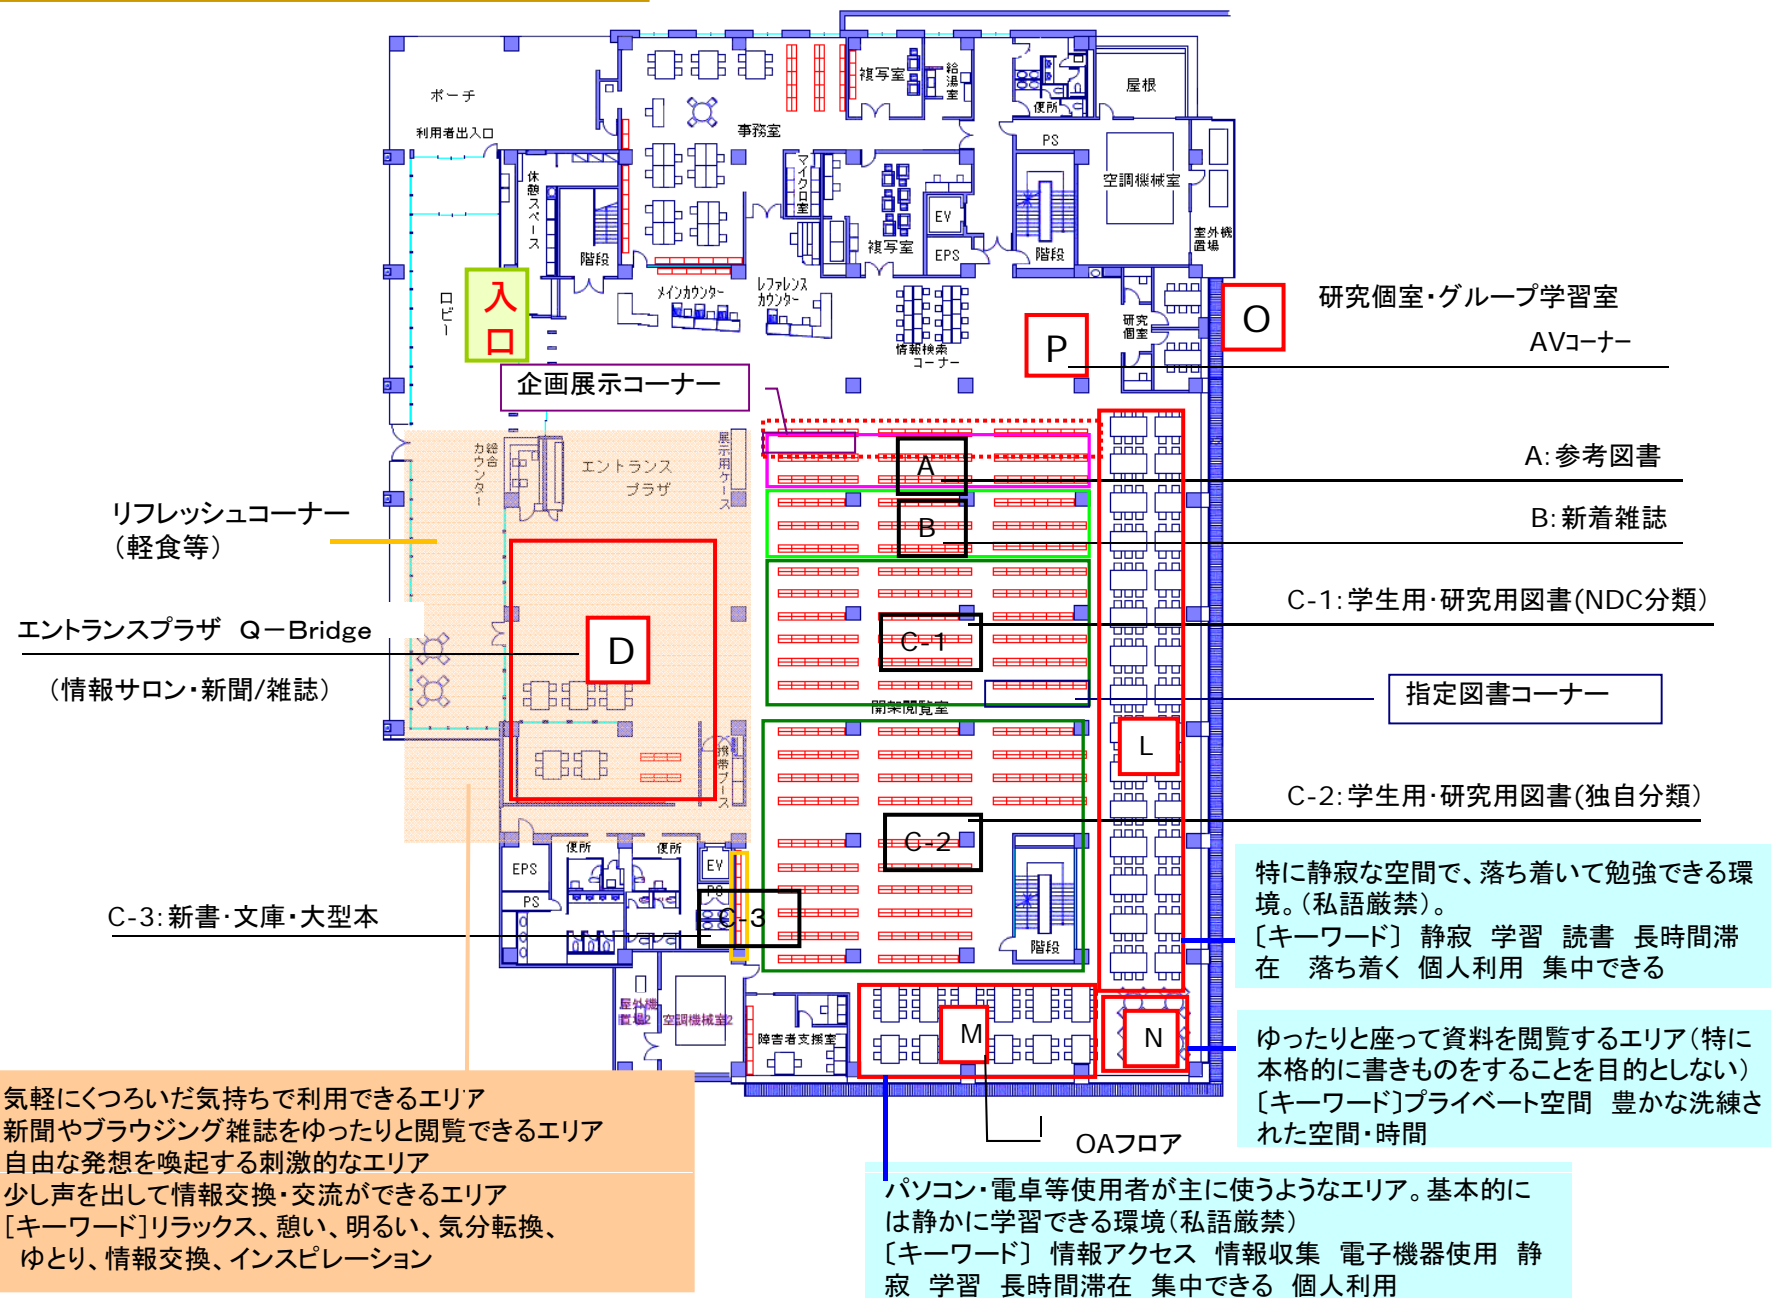 ポーチ
利用者出入口
休憩スペース
階段
ロビー
入口
事務室
複写室
給湯室
便所
屋根
PS
マイクロ室
複写室
EV
EPS
階段
空調機械室
室外機置場
メインカウンター
レファレンスカウンター
情報検索コーナー
研究個室
P
O
研究個室・グループ学習室
AVコーナー
企画展示コーナー
総合カウンター
エントランスプラザ
展示用ケース
A
A:参考図書
B
B:新着雑誌
リフレッシュコーナー
(軽食等)
エントランスプラザ Q-Bridge
(情報サロン・新聞/雑誌)
D
C-1
C-1:学生用・研究用図書(NDC分類)
指定図書コーナー
開架閲覧室
L
携帯ブース
C-2
C-2:学生用・研究用図書(独自分類)
EPS
便所
便所
EV
PS
PS
C-3
C-3:新書・文庫・大型本
階段
屋外機置場2
空調機械室2
障害者支援室
M
N
OAフロア
特に静寂な空間で、落ち着いて勉強できる環
境。(私語厳禁)。
〔キーワード〕 静寂 学習 読書 長時間滞
在 落ち着く 個人利用 集中できる
ゆったりと座って資料を閲覧するエリア(特に
本格的に書きものをすることを目的としない)
〔キーワード〕プライベート空間 豊かな洗練さ
れた空間・時間
気軽にくつろいだ気持ちで利用できるエリア
新聞やブラウジング雑誌をゆったりと閲覧できるエリア
自由な発想を喚起する刺激的なエリア
少し声を出して情報交換・交流ができるエリア
[キーワード]リラックス、憩い、明るい、気分転換、
ゆとり、情報交換、インスピレーション
パソコン・電卓等使用者が主に使うようなエリア。基本的に
は静かに学習できる環境(私語厳禁)
〔キーワード〕 情報アクセス 情報収集 電子機器使用 静
寂 学習 長時間滞在 集中できる 個人利用